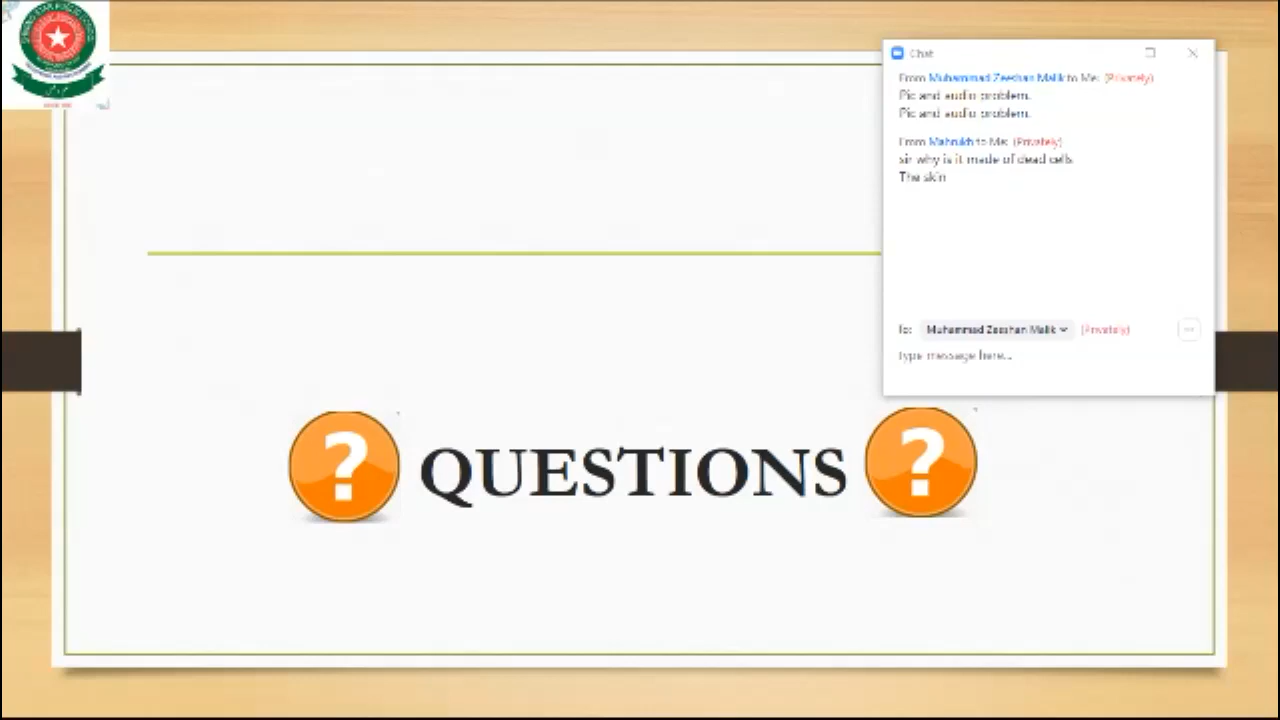 Chat
From Muhammad Zeeshan Malik to Me: (Privately)
Pic and audio problem.
Pic and audio problem.
From Mahrukh to Me: (Privately)
sir why is it made of dead cells
The skin
To: Muhammad Zeeshan Malik (Privately)
Type message here...
? QUESTIONS ?